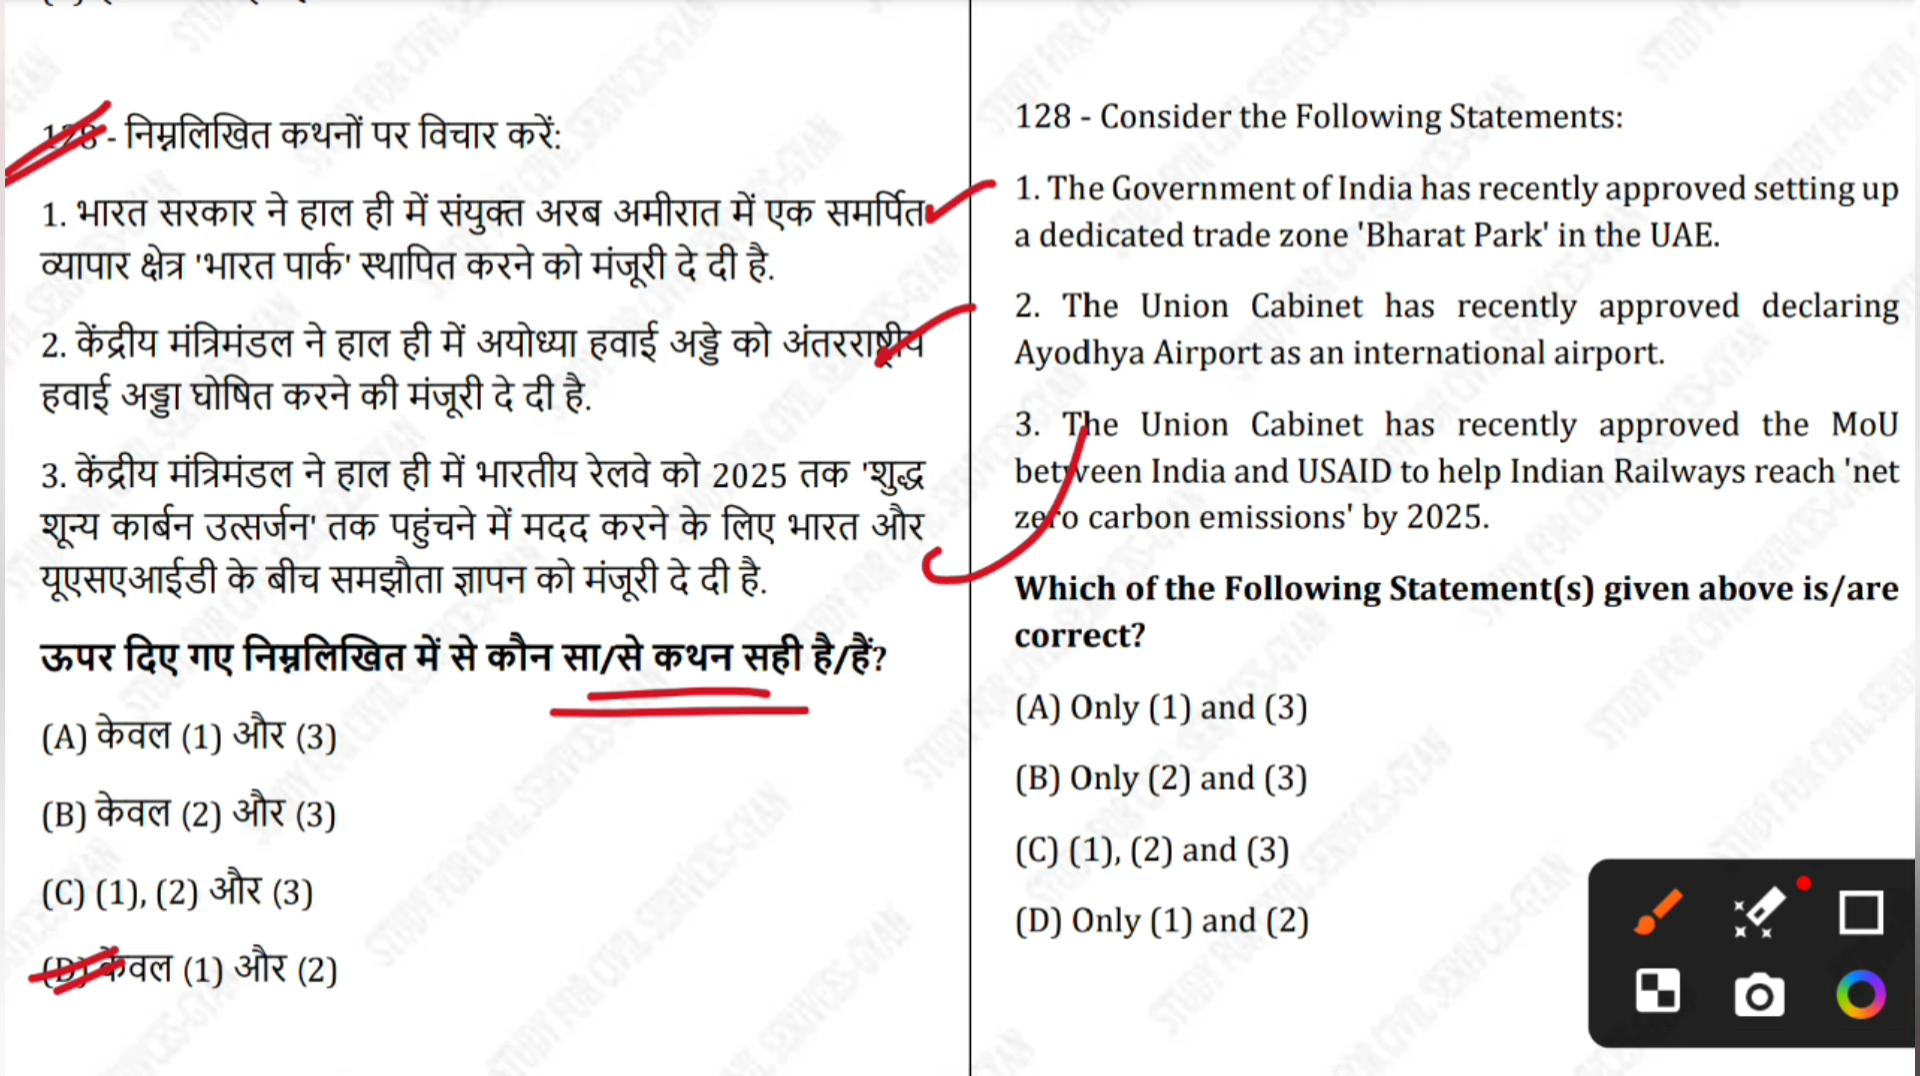 128 - निम्नलिखित कथनों पर विचार करें:
1. भारत सरकार ने हाल ही में संयुक्त अरब अमीरात में एक समर्पित
व्यापार क्षेत्र 'भारत पार्क' स्थापित करने को मंजूरी दे दी है.
2. केंद्रीय मंत्रिमंडल ने हाल ही में अयोध्या हवाई अड्डे को अंतरराष्ट्रीय
हवाई अड्डा घोषित करने की मंजूरी दे दी है.
3. केंद्रीय मंत्रिमंडल ने हाल ही में भारतीय रेलवे को 2025 तक 'शुद्ध
शून्य कार्बन उत्सर्जन' तक पहुंचने में मदद करने के लिए भारत और
यूएसएआईडी के बीच समझौता ज्ञापन को मंजूरी दे दी है.
ऊपर दिए गए निम्नलिखित में से कौन सा/से कथन सही है/हैं?
(A) केवल (1) और (3)
(B) केवल (2) और (3)
(C) (1), (2) और (3)
(D) केवल (1) और (2)
128 - Consider the Following Statements:
1. The Government of India has recently approved setting up
a dedicated trade zone 'Bharat Park' in the UAE.
2. The Union Cabinet has recently approved declaring
Ayodhya Airport as an international airport.
3. The Union Cabinet has recently approved the MoU
between India and USAID to help Indian Railways reach 'net
zero carbon emissions' by 2025.
Which of the Following Statement(s) given above is/are
correct?
(A) Only (1) and (3)
(B) Only (2) and (3)
(C) (1), (2) and (3)
(D) Only (1) and (2)